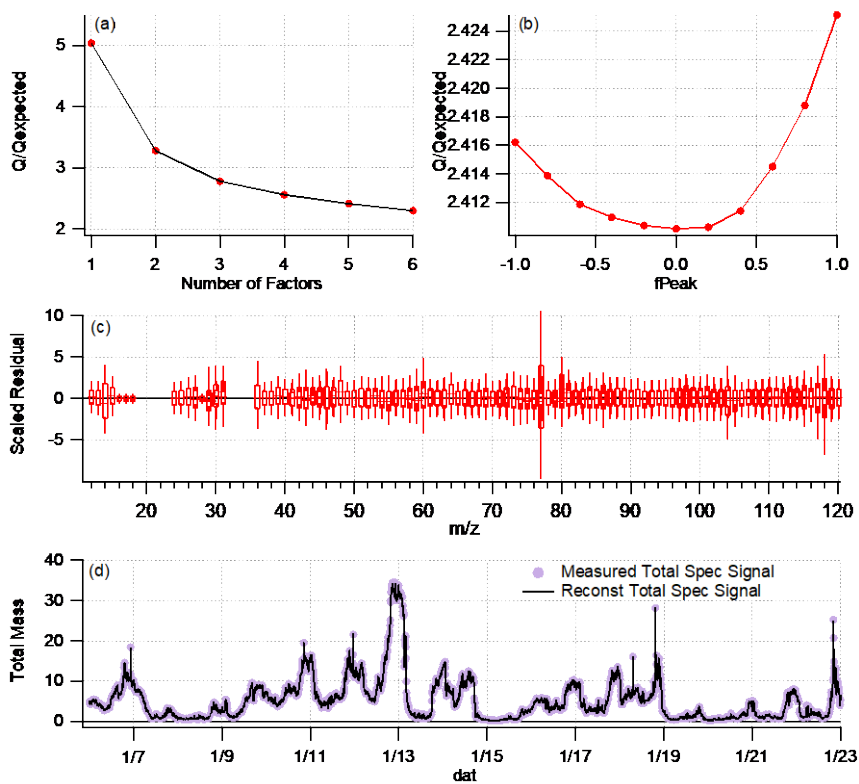 (a)
5
4
3
2
Q/Qexpected
1 2 3 4 5 6
Number of Factors
(b)
2.424
2.422
2.420
2.418
2.416
2.414
2.412
Q/Qexpected
-1.0 -0.5 0.0 0.5 1.0
fPeak
(c)
10
5
0
-5
Scaled Residual
20 30 40 50 60 70 80 90 100 110 120
m/z
(d)
40
30
20
10
0
Total Mass
Measured Total Spec Signal
Reconst Total Spec Signal
1/7 1/9 1/11 1/13 1/15 1/17 1/19 1/21 1/23
dat